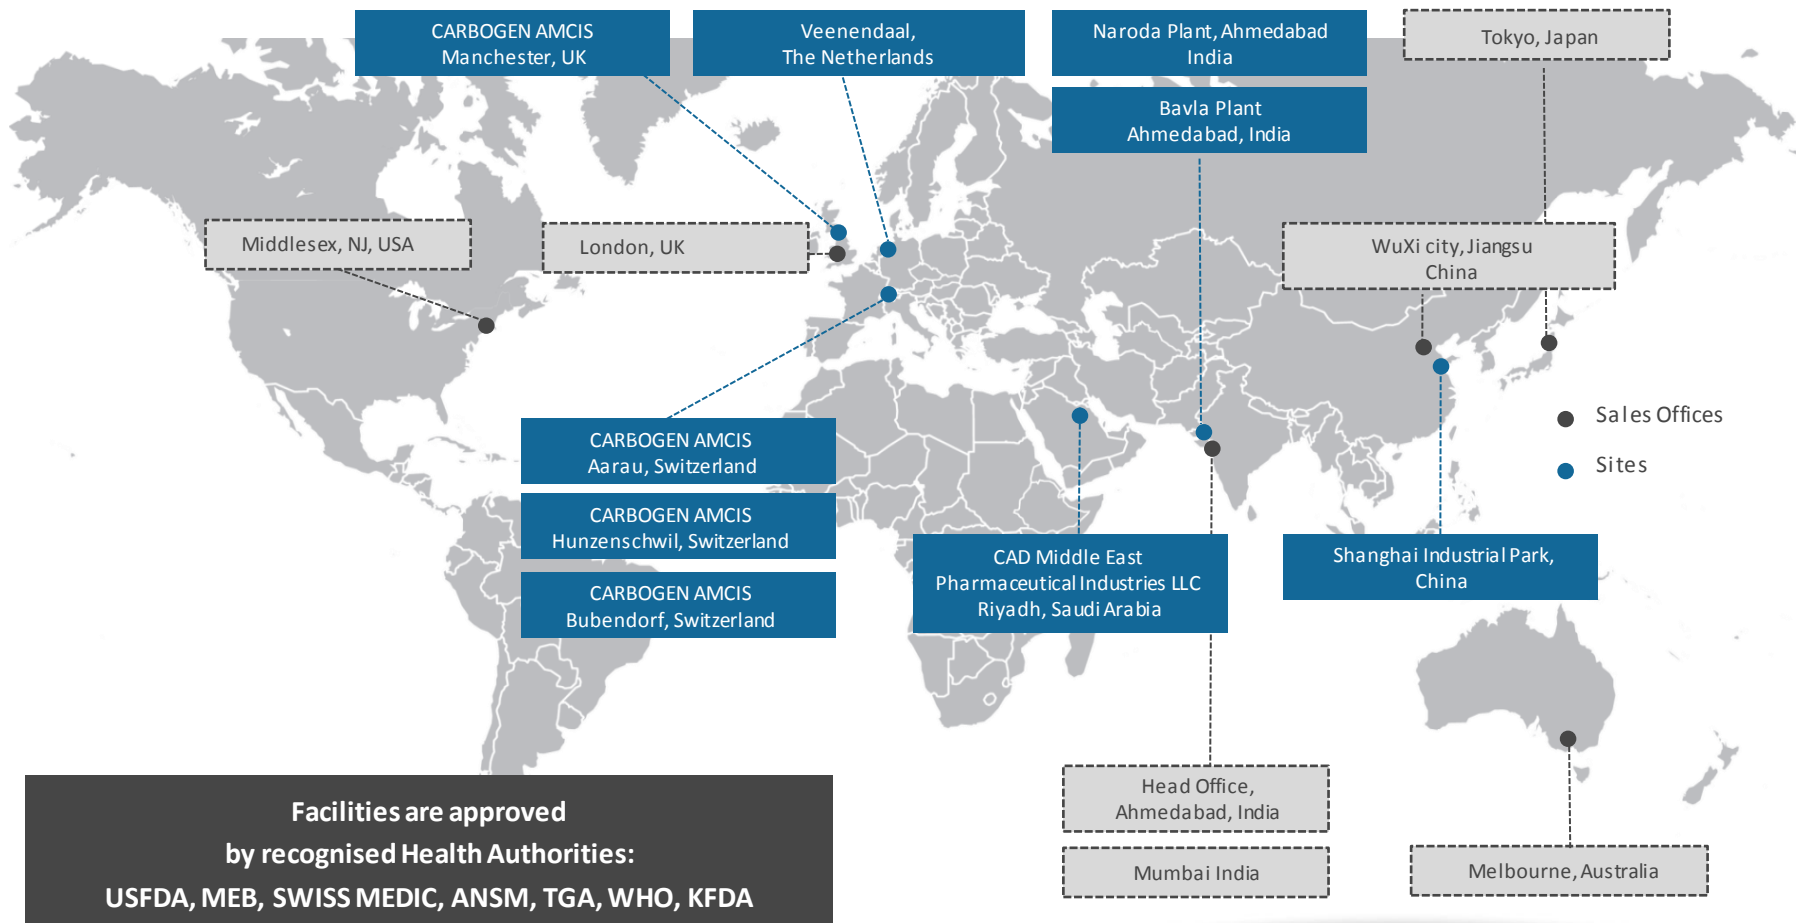 CARBOGEN AMCIS
Manchester, UK
Veenendaal,
The Netherlands
Naroda Plant, Ahmedabad
India
Tokyo, Japan
Bavla Plant
Ahmedabad, India
Middlesex, NJ, USA
London, UK
WuXi city, Jiangsu
China
Sales Offices
Sites
CARBOGEN AMCIS
Aarau, Switzerland
CARBOGEN AMCIS
Hunzenschwil, Switzerland
CARBOGEN AMCIS
Bubendorf, Switzerland
CAD Middle East
Pharmaceutical Industries LLC
Riyadh, Saudi Arabia
Shanghai Industrial Park,
China
Head Office,
Ahmedabad, India
Mumbai India
Melbourne, Australia
Facilities are approved
by recognised Health Authorities:
USFDA, MEB, SWISS MEDIC, ANSM, TGA, WHO, KFDA